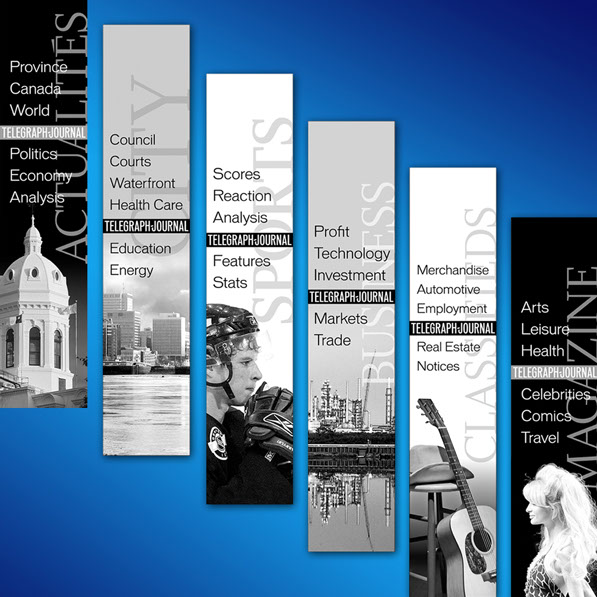 ACTUALITÉS
Province
Canada
World
TELEGRAPH-JOURNAL
Politics
Economy
Analysis
CITY
Council
Courts
Waterfront
Health Care
TELEGRAPH-JOURNAL
Education
Energy
SPORTS
Scores
Reaction
Analysis
TELEGRAPH-JOURNAL
Features
Stats
BUSINESS
Profit
Technology
Investment
TELEGRAPH-JOURNAL
Markets
Trade
CLASSIFIEDS
Merchandise
Automotive
Employment
TELEGRAPH-JOURNAL
Real Estate
Notices
MAGAZINE
Arts
Leisure
Health
TELEGRAPH-JOURNAL
Celebrities
Comics
Travel